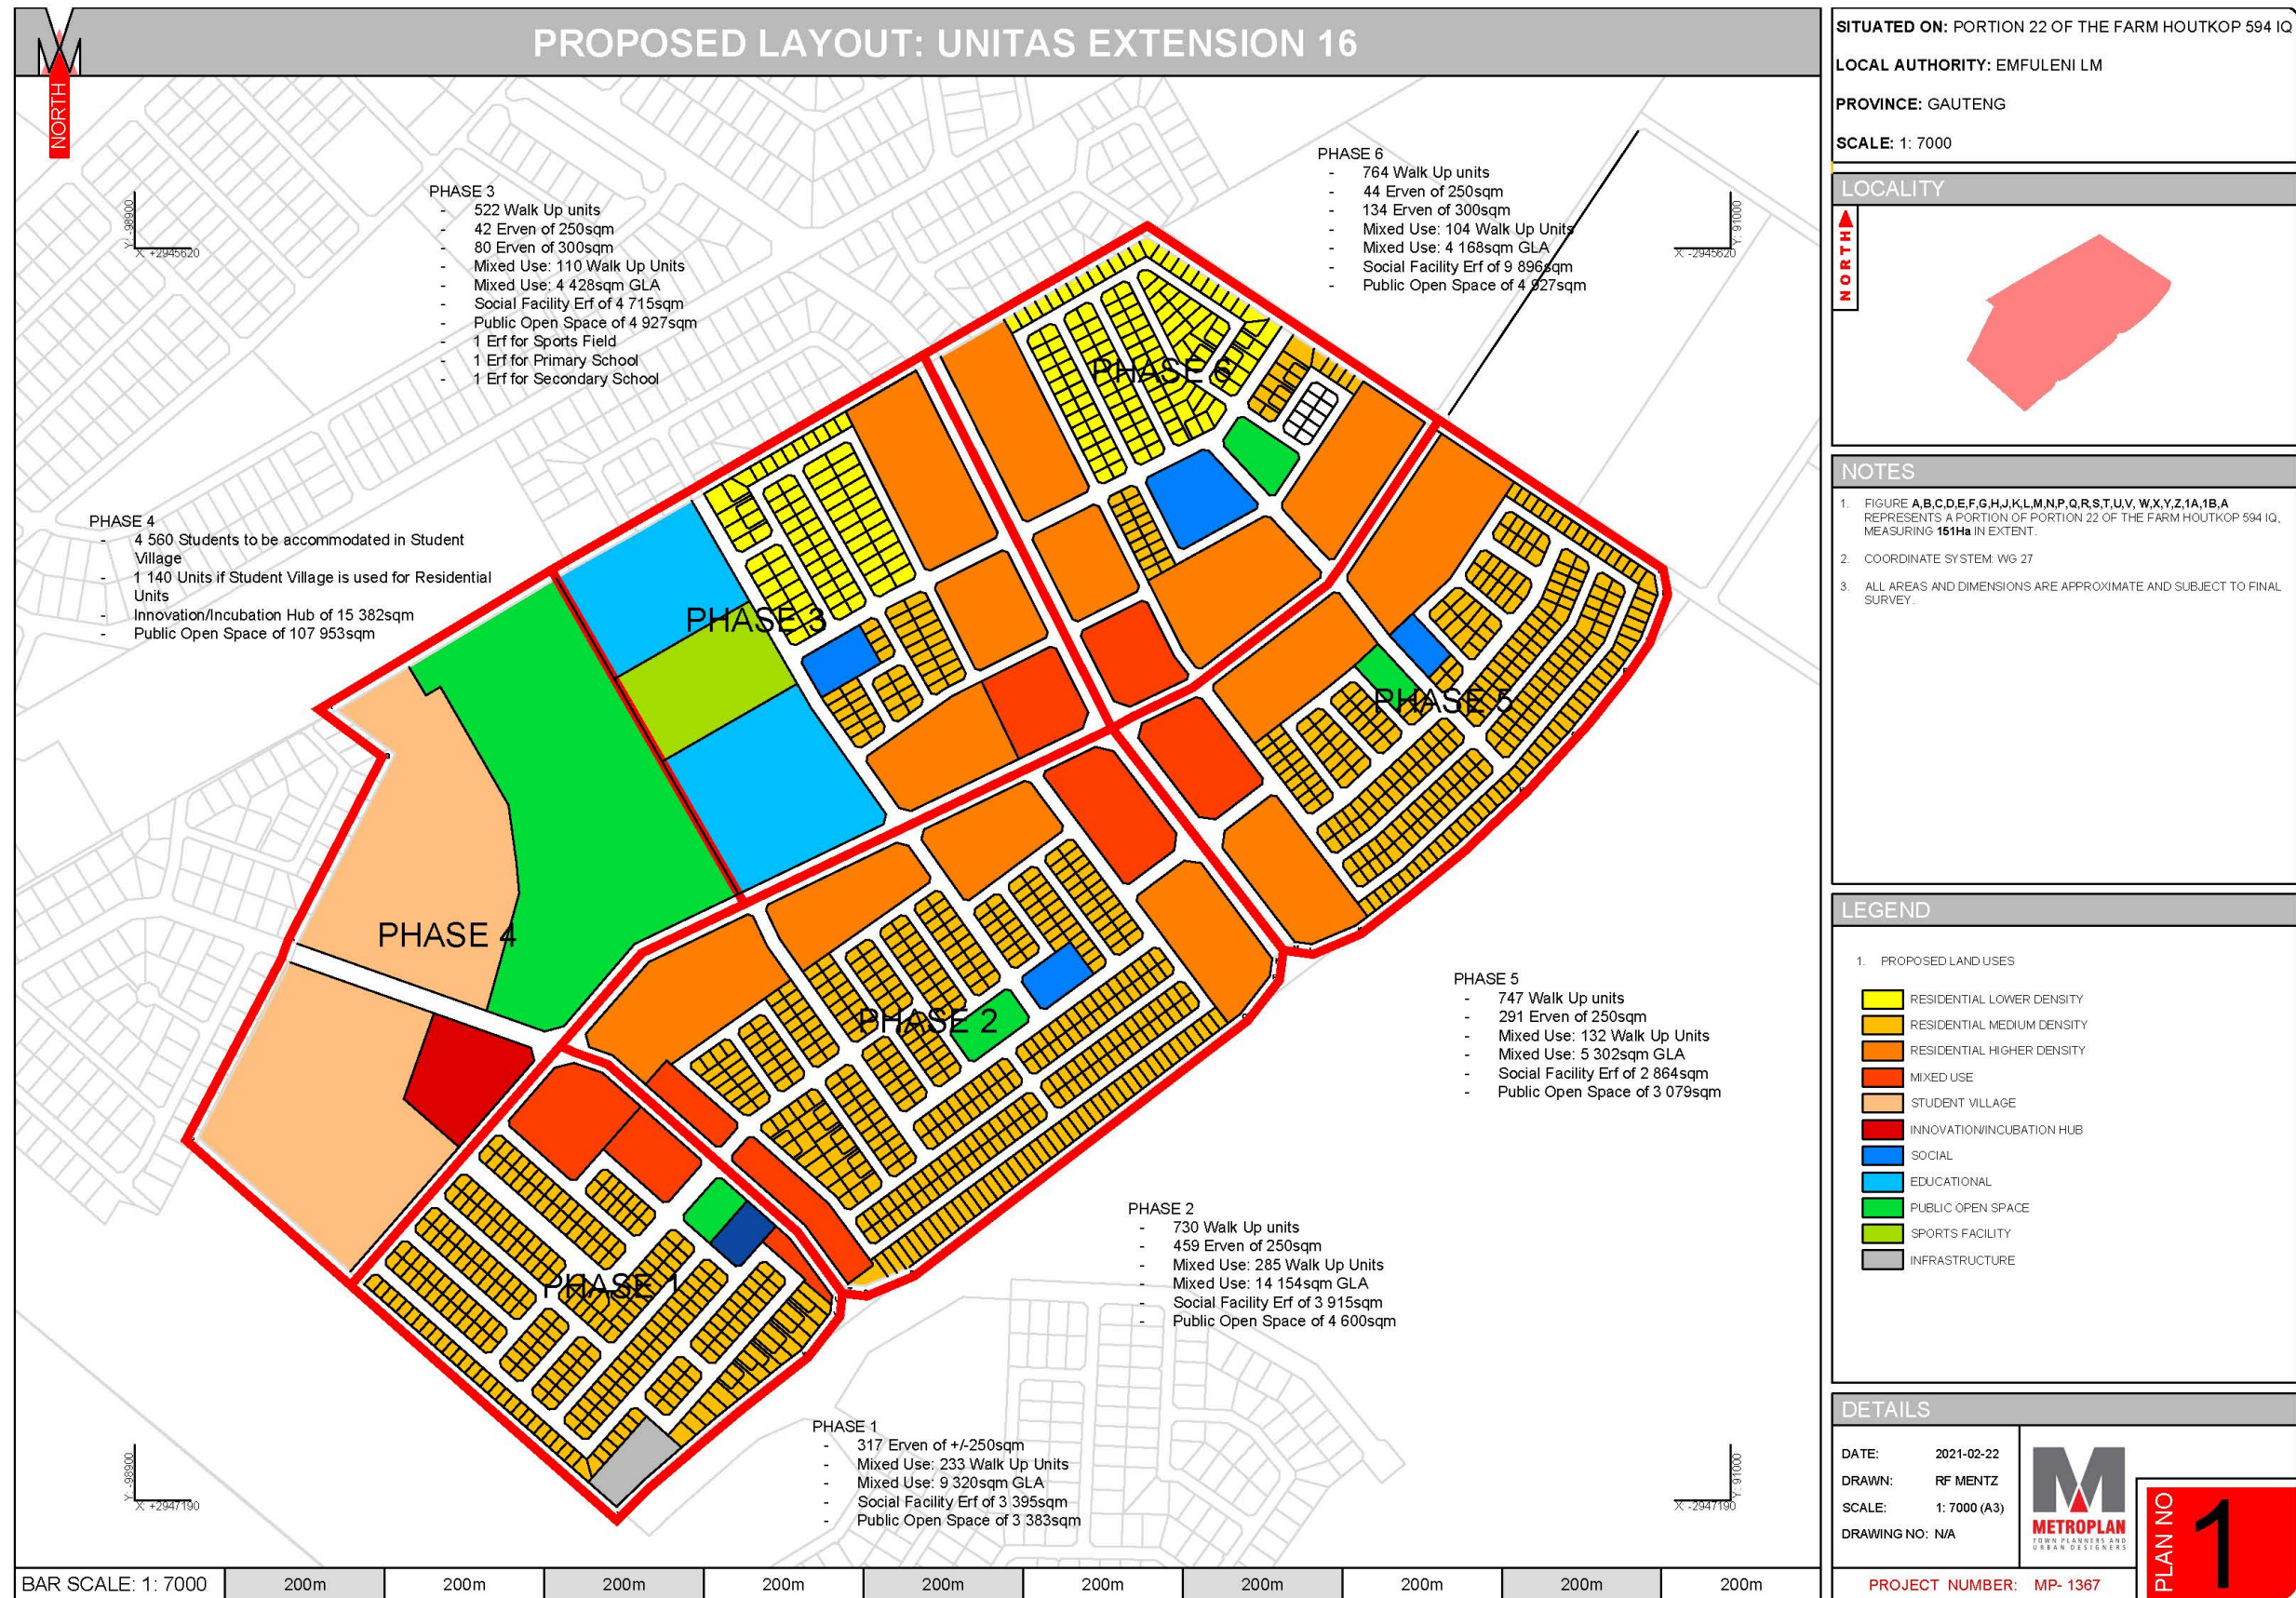 PROPOSED LAYOUT: UNITAS EXTENSION 16
NORTH
Y: -98900
X: +2945620
Y: 91000
X: -2945620
PHASE 3
- 522 Walk Up units
- 42 Erven of 250sqm
- 80 Erven of 300sqm
- Mixed Use: 110 Walk Up Units
- Mixed Use: 4 428sqm GLA
- Social Facility Erf of 4 715sqm
- Public Open Space of 4 927sqm
- 1 Erf for Sports Field
- 1 Erf for Primary School
- 1 Erf for Secondary School
PHASE 6
- 764 Walk Up units
- 44 Erven of 250sqm
- 134 Erven of 300sqm
- Mixed Use: 104 Walk Up Units
- Mixed Use: 4 168sqm GLA
- Social Facility Erf of 9 896sqm
- Public Open Space of 4 927sqm
PHASE 4
- 4 560 Students to be accommodated in Student
Village
- 1 140 Units if Student Village is used for Residential
Units
- Innovation/Incubation Hub of 15 382sqm
- Public Open Space of 107 953sqm
PHASE 6
PHASE 3
PHASE 5
PHASE 4
PHASE 2
PHASE 1
PHASE 5
- 747 Walk Up units
- 291 Erven of 250sqm
- Mixed Use: 132 Walk Up Units
- Mixed Use: 5 302sqm GLA
- Social Facility Erf of 2 864sqm
- Public Open Space of 3 079sqm
PHASE 2
- 730 Walk Up units
- 459 Erven of 250sqm
- Mixed Use: 285 Walk Up Units
- Mixed Use: 14 154sqm GLA
- Social Facility Erf of 3 915sqm
- Public Open Space of 4 600sqm
PHASE 1
- 317 Erven of +/-250sqm
- Mixed Use: 233 Walk Up Units
- Mixed Use: 9 320sqm GLA
- Social Facility Erf of 3 395sqm
- Public Open Space of 3 383sqm
Y: -98900
X: +2947190
Y: 91000
X: -2947190
BAR SCALE: 1: 7000 200m 200m 200m 200m 200m 200m 200m 200m 200m 200m
SITUATED ON: PORTION 22 OF THE FARM HOUTKOP 594 IQ
LOCAL AUTHORITY: EMFULENI LM
PROVINCE: GAUTENG
SCALE: 1: 7000
LOCALITY
NORTH
NOTES
1. FIGURE A,B,C,D,E,F,G,H,J,K,L,M,N,P,Q,R,S,T,U,V, W,X,Y,Z,1A,1B,A
REPRESENTS A PORTION OF PORTION 22 OF THE FARM HOUTKOP 594 IQ,
MEASURING 151Ha IN EXTENT.
2. COORDINATE SYSTEM: WG 27
3. ALL AREAS AND DIMENSIONS ARE APPROXIMATE AND SUBJECT TO FINAL
SURVEY.
LEGEND
1. PROPOSED LAND USES
RESIDENTIAL LOWER DENSITY
RESIDENTIAL MEDIUM DENSITY
RESIDENTIAL HIGHER DENSITY
MIXED USE
STUDENT VILLAGE
INNOVATION/INCUBATION HUB
SOCIAL
EDUCATIONAL
PUBLIC OPEN SPACE
SPORTS FACILITY
INFRASTRUCTURE
DETAILS
DATE: 2021-02-22
DRAWN: RF MENTZ
SCALE: 1: 7000 (A3)
DRAWING NO: N/A
METROPLAN
TOWN PLANNERS AND
URBAN DESIGNERS
PROJECT NUMBER: MP- 1367
PLAN NO
1